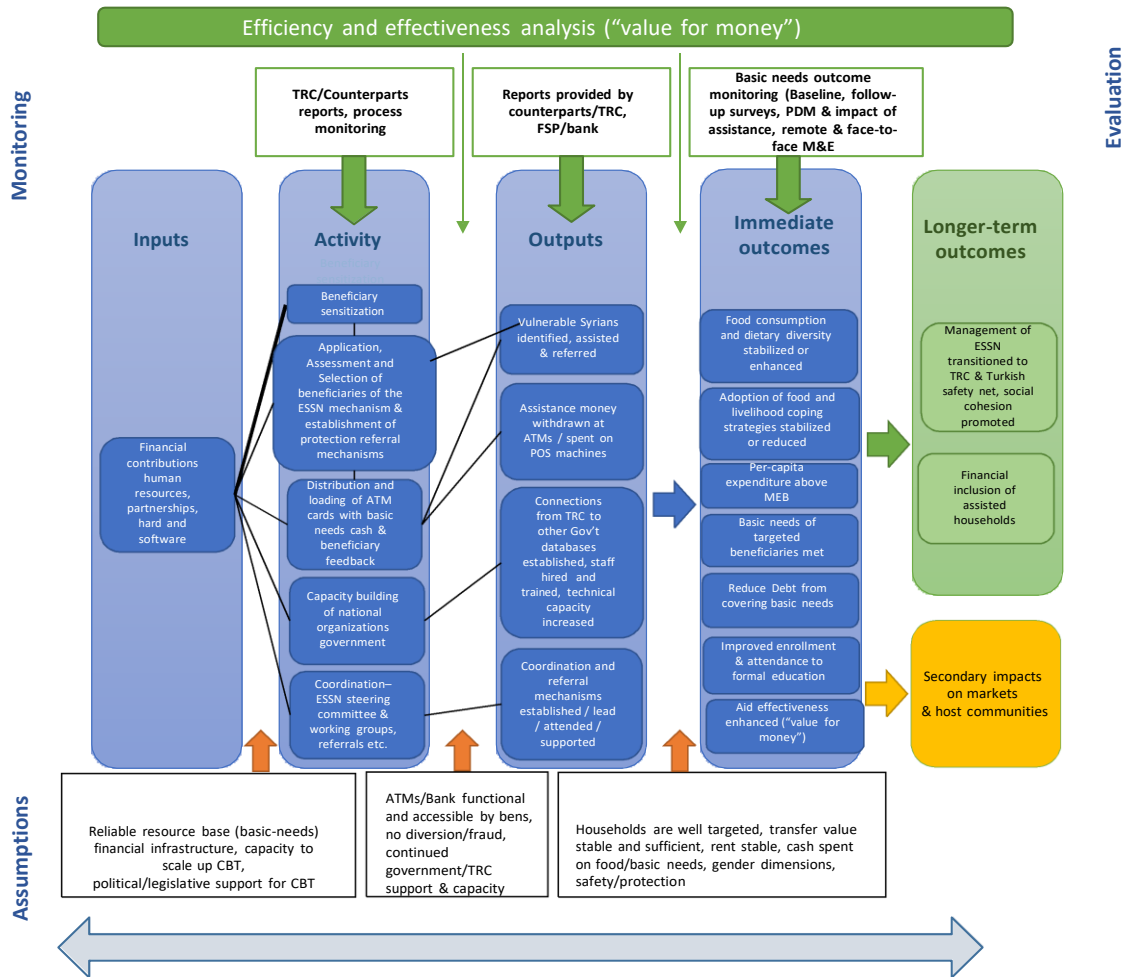 Efficiency and effectiveness analysis (“value for money”)
Monitoring
Evaluation
TRC/Counterparts
reports, process
monitoring
Reports provided by
counterparts/TRC,
FSP/bank
Basic needs outcome
monitoring (Baseline, follow-
up surveys, PDM & impact of
assistance, remote & face-to-
face M&E
Inputs
Financial
contributions
human
resources,
partnerships,
hard and
software
Activity
Beneficiary
sensitization
Application,
Assessment and
Selection of
beneficiaries of the
ESSN mechanism &
establishment of
protection referral
mechanisms
Distribution and
loading of ATM
cards with basic
needs cash &
beneficiary
feedback
Capacity building
of national
organizations
government
Coordination–
ESSN steering
committee &
working groups,
referrals etc.
Outputs
Vulnerable Syrians
identified, assisted
& referred
Assistance money
withdrawn at
ATMs / spent on
POS machines
Connections
from TRC to
other Gov’t
databases
established, staff
hired and
trained, technical
capacity
increased
Coordination and
referral
mechanisms
established / lead
/ attended /
supported
Immediate
outcomes
Food consumption
and dietary diversity
stabilized or
enhanced
Adoption of food and
livelihood coping
strategies stabilized
or reduced
Per-capita
expenditure above
MEB
Basic needs of
targeted
beneficiaries met
Reduce Debt from
covering basic needs
Improved enrollment
& attendance to
formal education
Aid effectiveness
enhanced (“value for
money”)
Longer-term
outcomes
Management of
ESSN
transitioned to
TRC & Turkish
safety net, social
cohesion
promoted
Financial
inclusion of
assisted
households
Secondary impacts
on markets
& host communities
Assumptions
Reliable resource base (basic-needs)
financial infrastructure, capacity to
scale up CBT,
political/legislative support for CBT
ATMs/Bank functional
and accessible by bens,
no diversion/fraud,
continued
government/TRC
support & capacity
Households are well targeted, transfer value
stable and sufficient, rent stable, cash spent
on food/basic needs, gender dimensions,
safety/protection